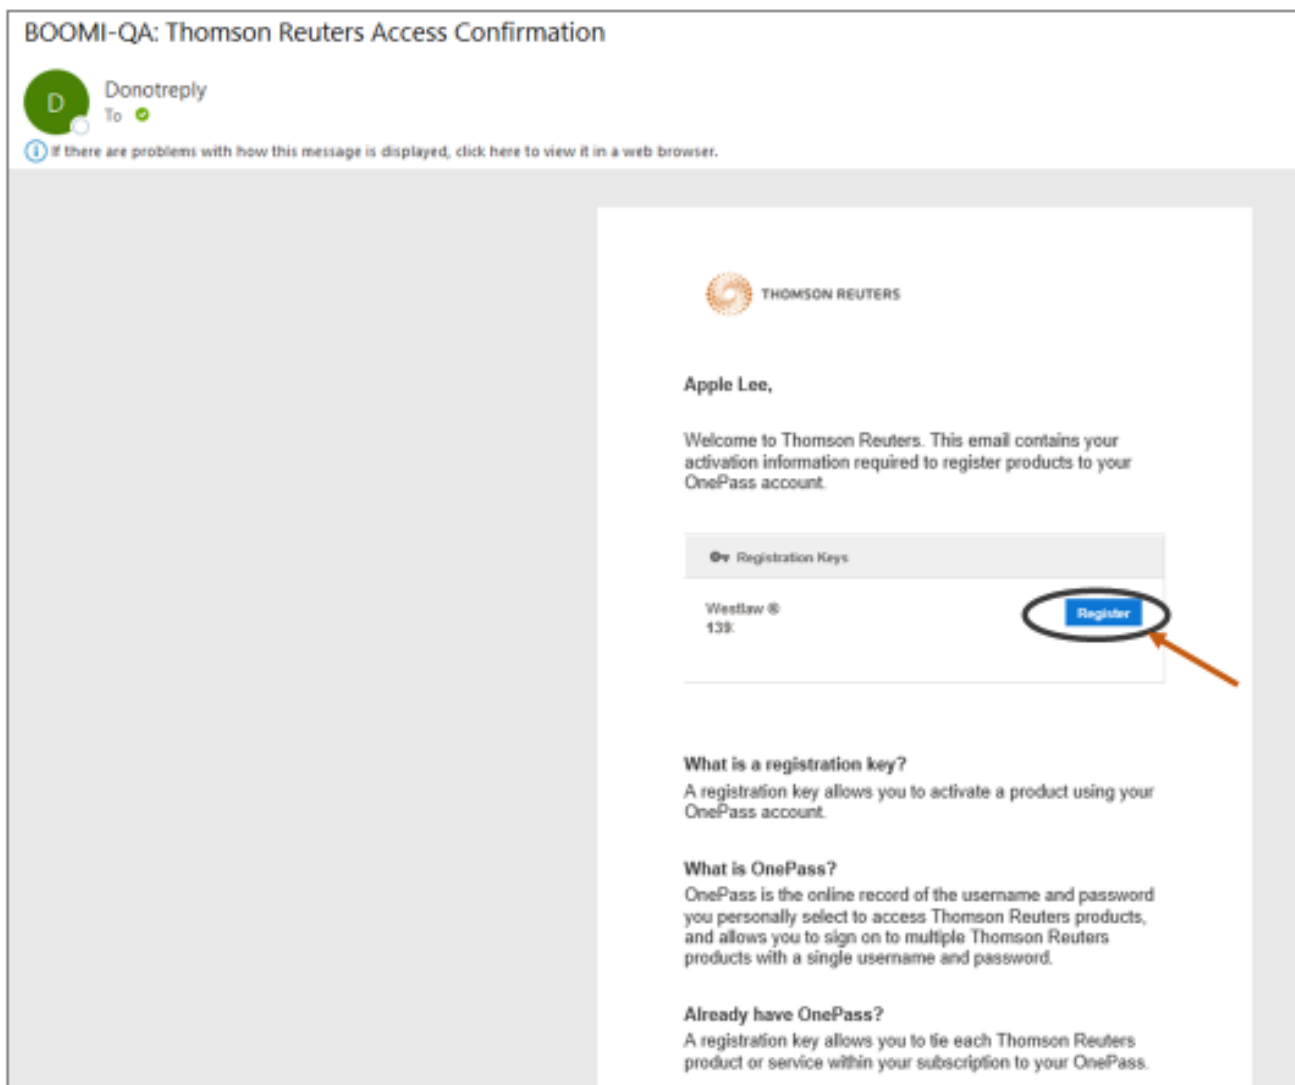 BOOMI-QA: Thomson Reuters Access Confirmation
D
Donotreply
To
If there are problems with how this message is displayed, click here to view it in a web browser.
THOMSON REUTERS
Apple Lee,
Welcome to Thomson Reuters. This email contains your
activation information required to register products to your
OnePass account.
Registration Keys
Westlaw ®
Register
139:
What is a registration key?
A registration key allows you to activate a product using your
OnePass account.
What is OnePass?
OnePass is the online record of the username and password
you personally select to access Thomson Reuters products,
and allows you to sign on to multiple Thomson Reuters
products with a single username and password.
Already have OnePass?
A registration key allows you to tie each Thomson Reuters
product or service within your subscription to your OnePass.